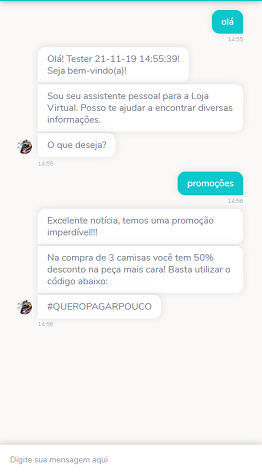 olá
14:55
Olá! Tester 21-11-19 14:55:39!
Seja bem-vindo(a)!
Sou seu assistente pessoal para a Loja
Virtual. Posso te ajudar a encontrar diversas
informações.
O que deseja?
14:55
promoções
14:56
Excelente notícia, temos uma promoção
imperdível!!!
Na compra de 3 camisas você tem 50%
desconto na peça mais cara! Basta utilizar o
código abaixo:
#QUEROPAGARPOUCO
14:56
Digite sua mensagem aqui